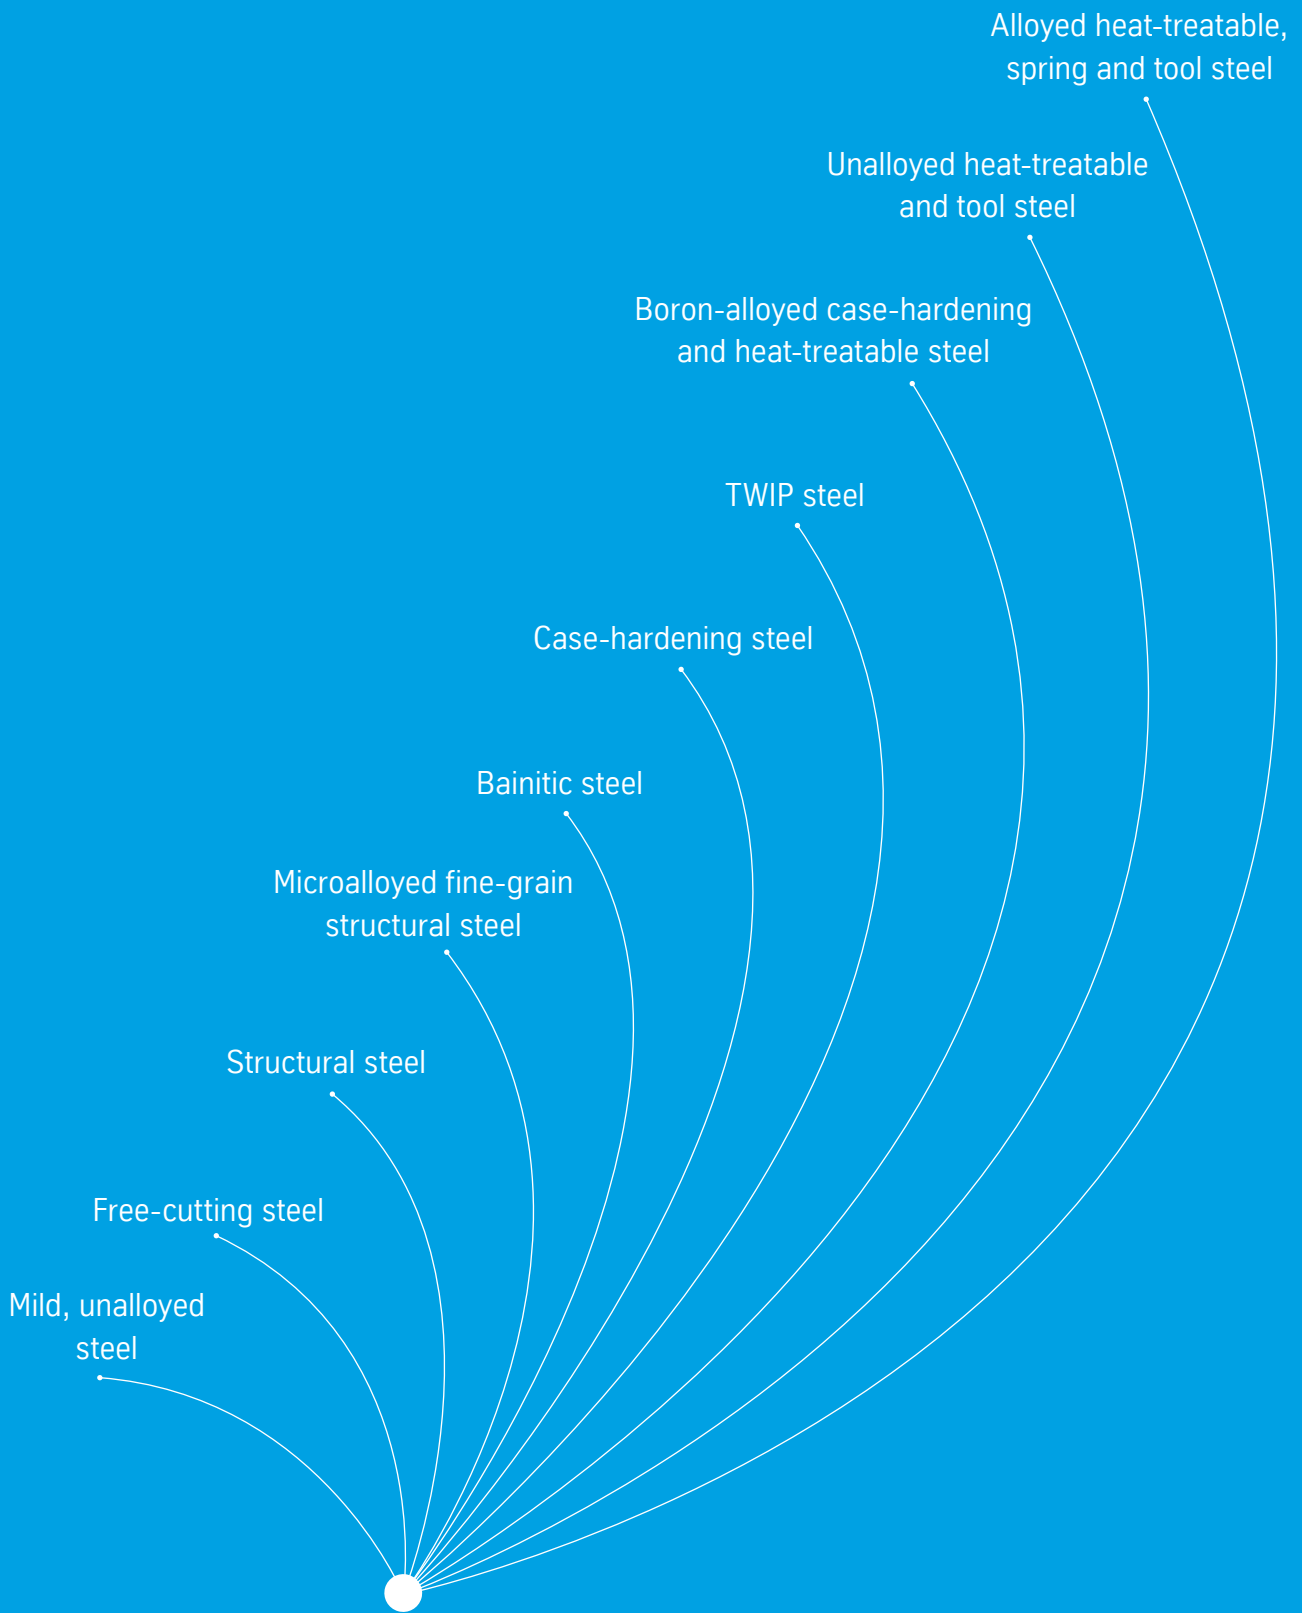 Alloyed heat-treatable,
spring and tool steel
Unalloyed heat-treatable
and tool steel
Boron-alloyed case-hardening
and heat-treatable steel
TWIP steel
Case-hardening steel
Bainitic steel
Microalloyed fine-grain
structural steel
Structural steel
Free-cutting steel
Mild, unalloyed
steel